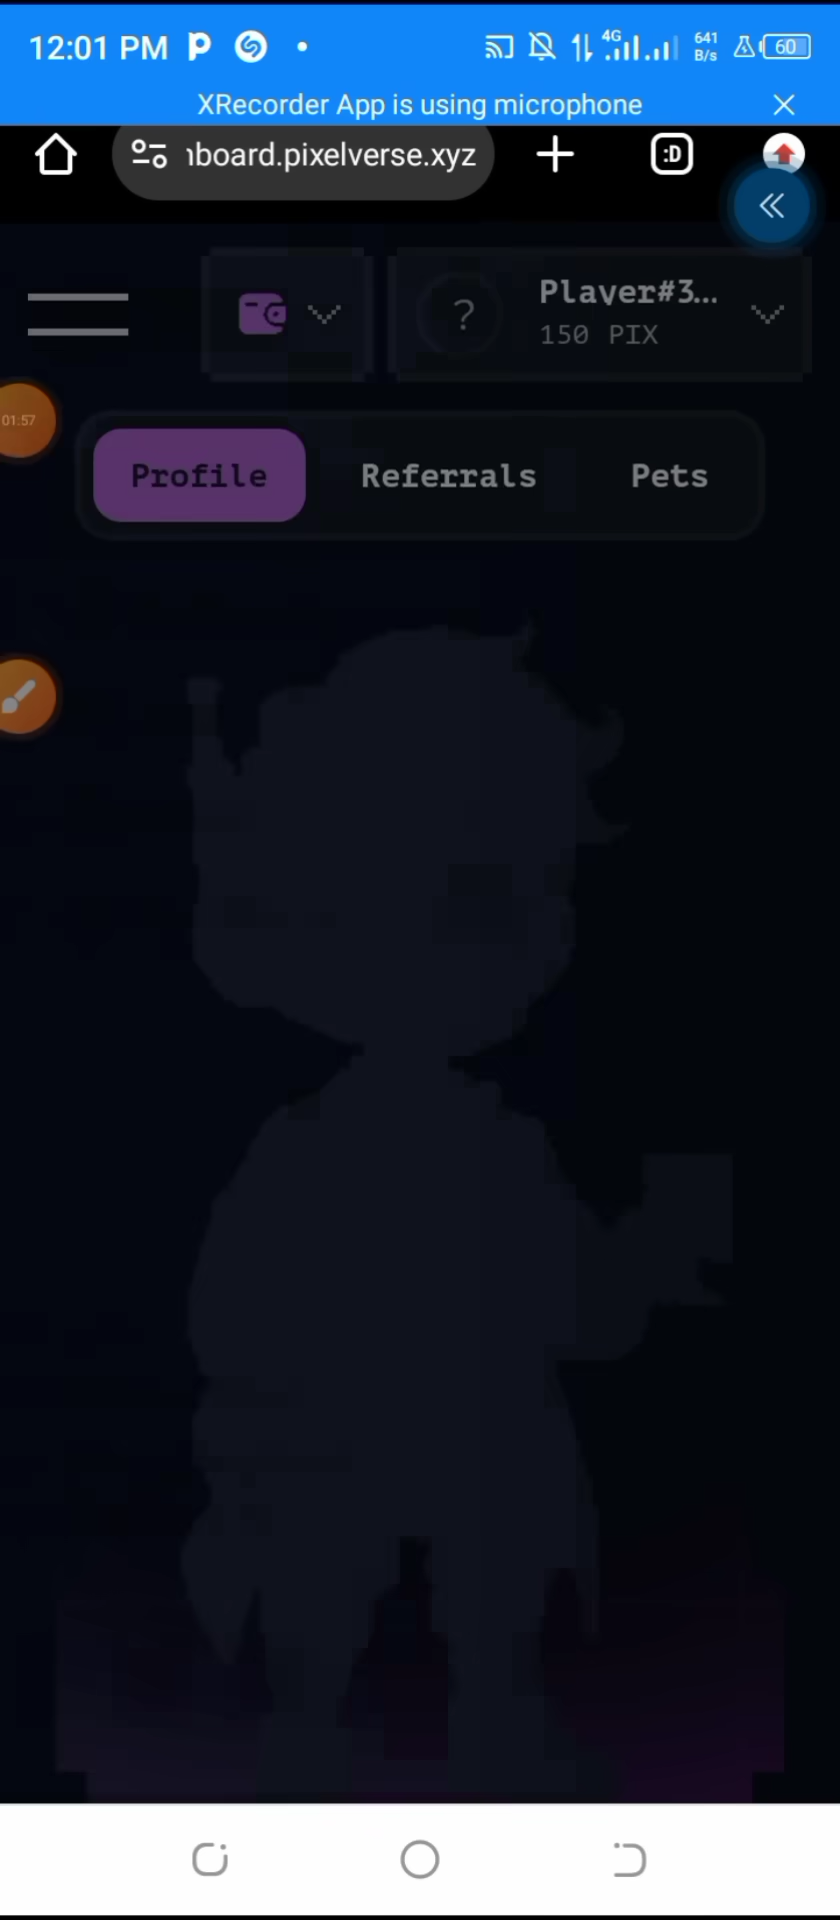 12:01 PM
4G
641 B/s
60
XRecorder App is using microphone
board.pixelverse.xyz
:D
?
Player#3...
150 PIX
01:57
Profile
Referrals
Pets